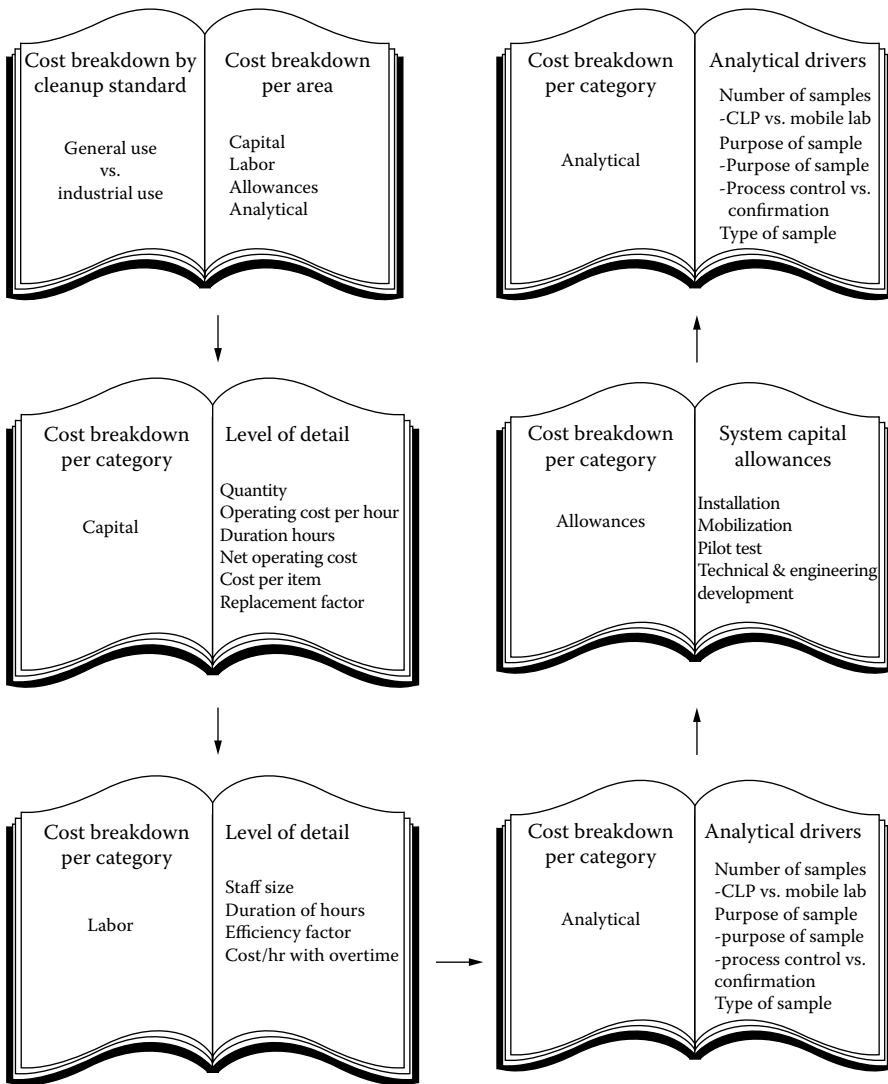 Cost breakdown by
cleanup standard
General use
vs.
industrial use
Cost breakdown
per area
Capital
Labor
Allowances
Analytical
Cost breakdown
per category
Capital
Level of detail
Quantity
Operating cost per hour
Duration hours
Net operating cost
Cost per item
Replacement factor
Cost breakdown
per category
Labor
Level of detail
Staff size
Duration of hours
Efficiency factor
Cost/hr with overtime
Cost breakdown
per category
Analytical
Analytical drivers
Number of samples
-CLP vs. mobile lab
Purpose of sample
-purpose of sample
-process control vs.
confirmation
Type of sample
Cost breakdown
per category
Allowances
System capital
allowances
Installation
Mobilization
Pilot test
Technical & engineering
development
Cost breakdown
per category
Analytical
Analytical drivers
Number of samples
-CLP vs. mobile lab
Purpose of sample
-Purpose of sample
-Process control vs.
confirmation
Type of sample